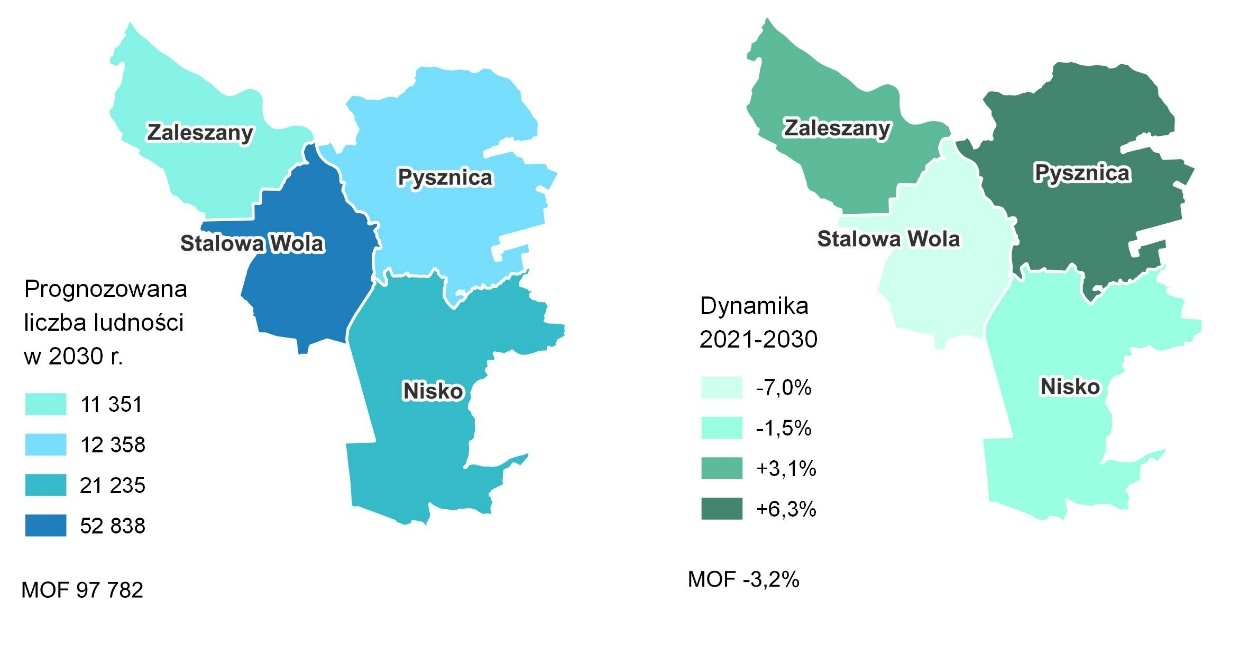 Zaleszany
Pysznica
Stalowa Wola
Nisko
Prognozowana
liczba ludności
w 2030 r.
11 351
12 358
21 235
52 838
MOF 97 782
Zaleszany
Pysznica
Stalowa Wola
Nisko
Dynamika
2021-2030
-7,0%
-1,5%
+3,1%
+6,3%
MOF -3,2%